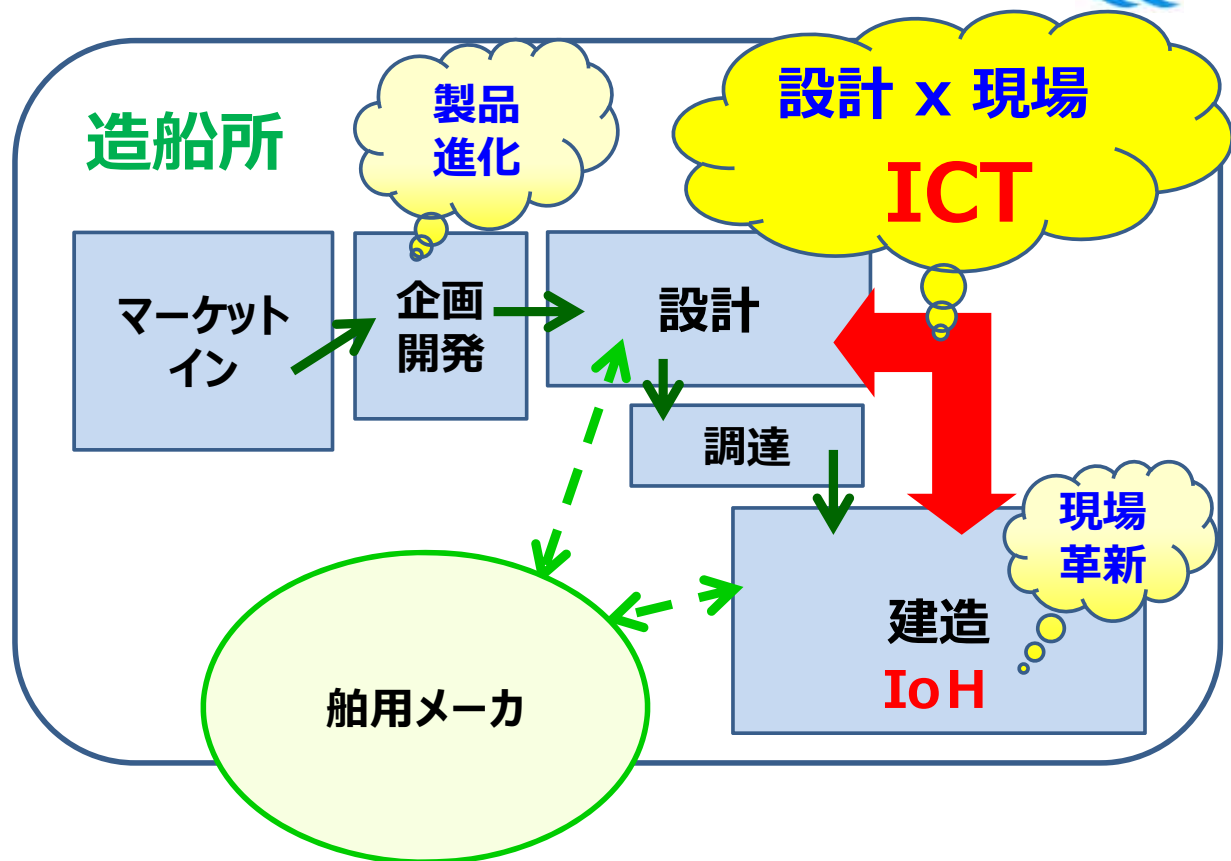 造船所
製品
進化
設計 x 現場
ICT
マーケット
イン
企画
開発
設計
調達
現場
革新
建造
IoH
舶用メーカ